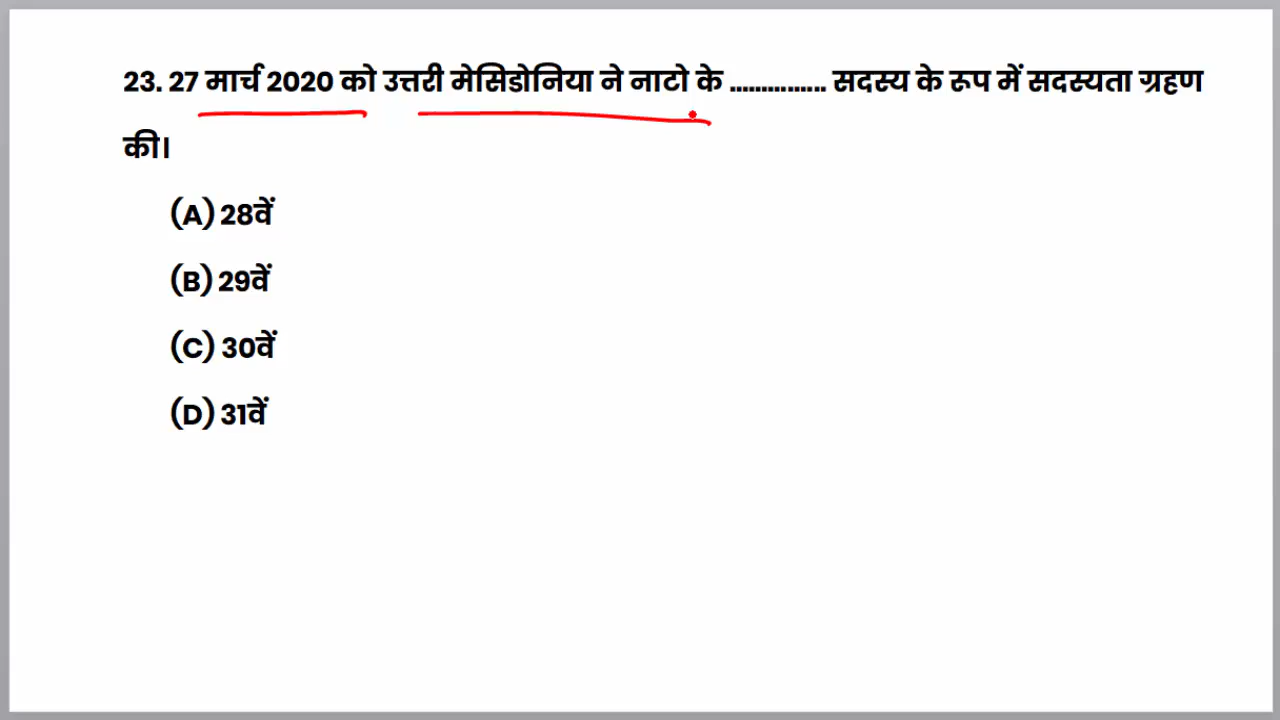 23. 27 मार्च 2020 को उत्तरी मेसिडोनिया ने नाटो के ............... सदस्य के रूप में सदस्यता ग्रहण
की।
(A) 28वें
(B) 29वें
(C) 30वें
(D) 31वें